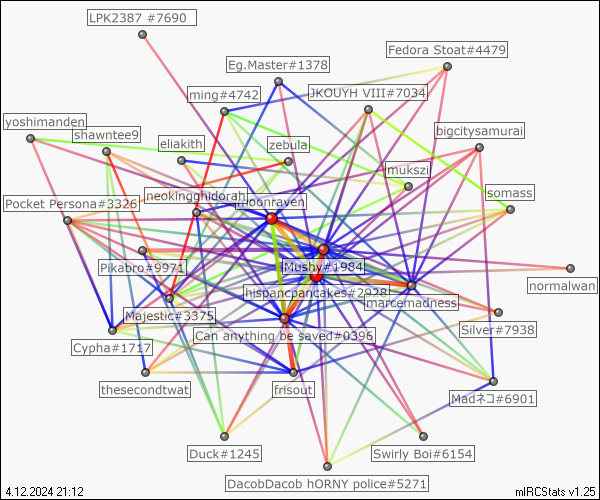 LPK2387 #7690
Fedora Stoat#4479
Eg.Master#1378
ming#4742
JKOUYH VIII#7034
yoshimanden
shawntee9
bigcitysamurai
eliakith
zebula
mukszi
neokingghidorah
somass
Pocket Persona#3326
moonraven
Pikabro#9971
Mushy#1984
normalwan
hispancpancakes#2928
marcemadness
Majestic#3375
Silver#7938
Can anything be saved#0396
Cypha#1717
thesecondtwat
frisout
Madネコ#6901
Duck#1245
Swirly Boi#6154
DacobDacob hORNY police#5271
4.12.2024 21:12
mIRCStats v1.25